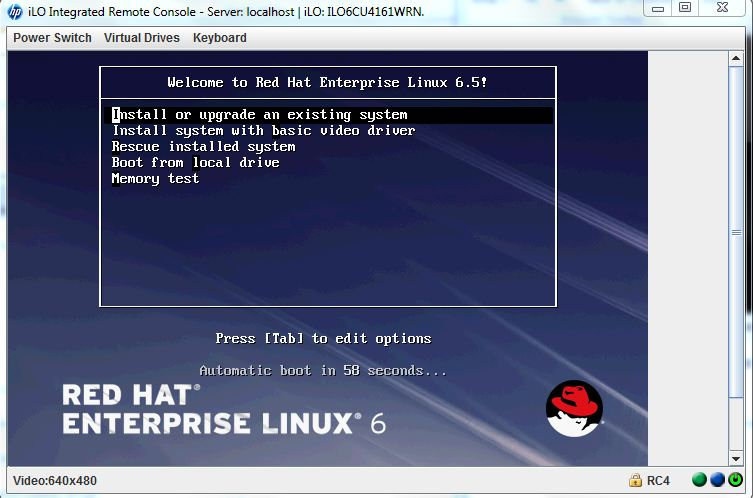 iLO Integrated Remote Console - Server: localhost | iLO: ILO6CU4161WRN.
Power Switch Virtual Drives Keyboard
Welcome to Red Hat Enterprise Linux 6.5!
Install or upgrade an existing system
Install system with basic video driver
Rescue installed system
Boot from local drive
Memory test
Press [Tab] to edit options
Automatic boot in 58 seconds...
RED HAT®
ENTERPRISE LINUX® 6
Video:640x480 RC4